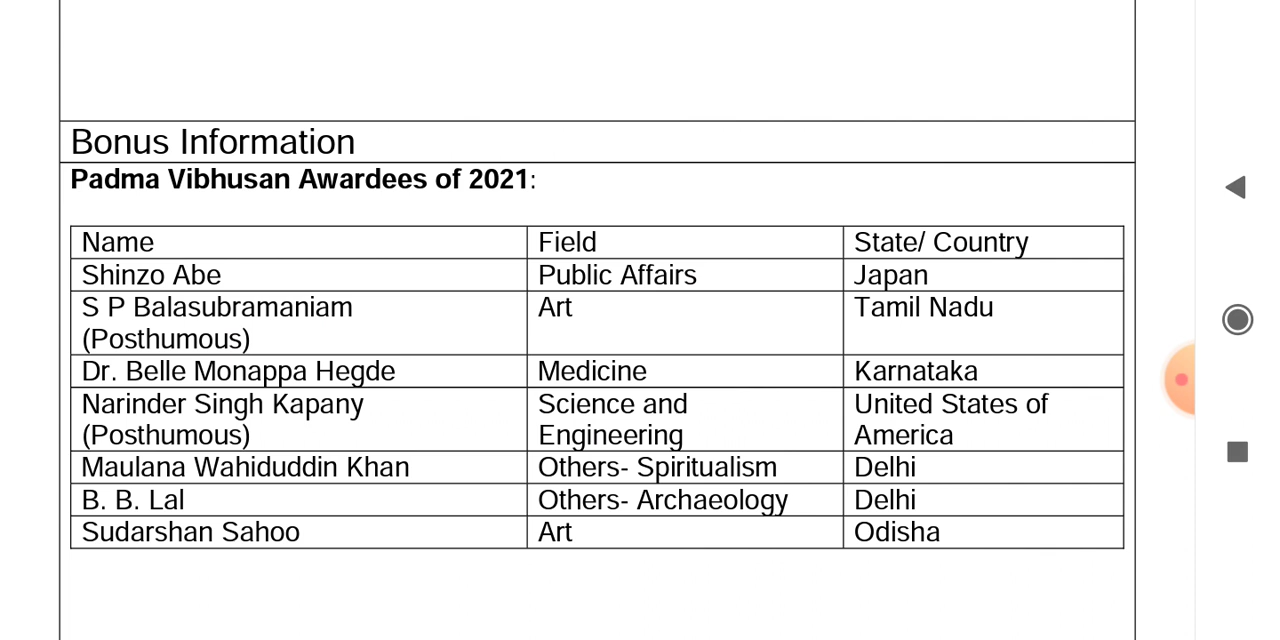 Bonus Information
Padma Vibhusan Awardees of 2021:
Name Field State/ Country
Shinzo Abe Public Affairs Japan
S P Balasubramaniam Art Tamil Nadu
(Posthumous)
Dr. Belle Monappa Hegde Medicine Karnataka
Narinder Singh Kapany Science and United States of
(Posthumous) Engineering America
Maulana Wahiduddin Khan Others- Spiritualism Delhi
B. B. Lal Others- Archaeology Delhi
Sudarshan Sahoo Art Odisha